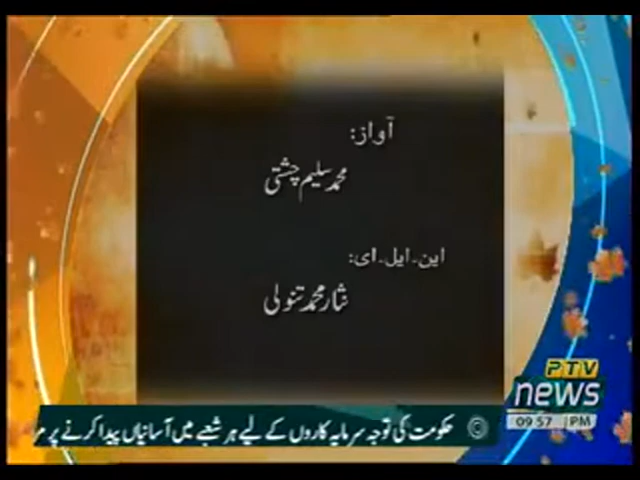 آواز:
محمد سلیم چشتی
این۔ایل۔ای:
نثار محمد تنولی
PTV
news
09:57 PM
حکومت کی توجہ سرمایہ کاروں کے لیے ہر شعبے میں آسانیاں پیدا کرنے پر مر